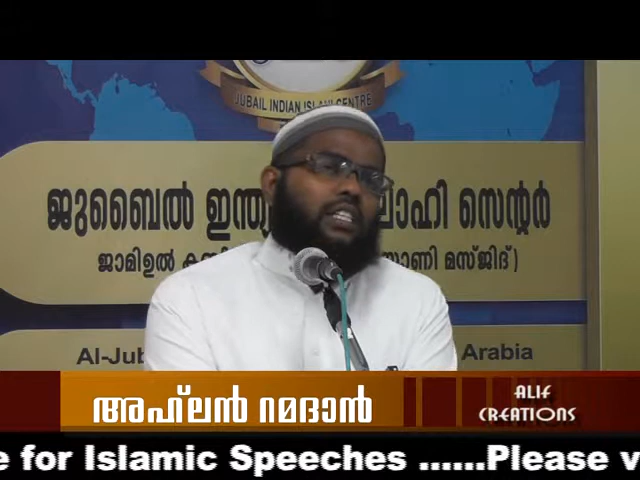 JUBAIL INDIAN ISLAHI CENTRE
ജുബൈൽ ഇന്ത്യ ലാഹി സെന്റർ
ജാമിഉൽ മസ്ജിദ്)
Al-Jub Arabia
അഹ്‌ലൻ റമദാൻ
ALIF
CREATIONS
e for Islamic Speeches ......Please v